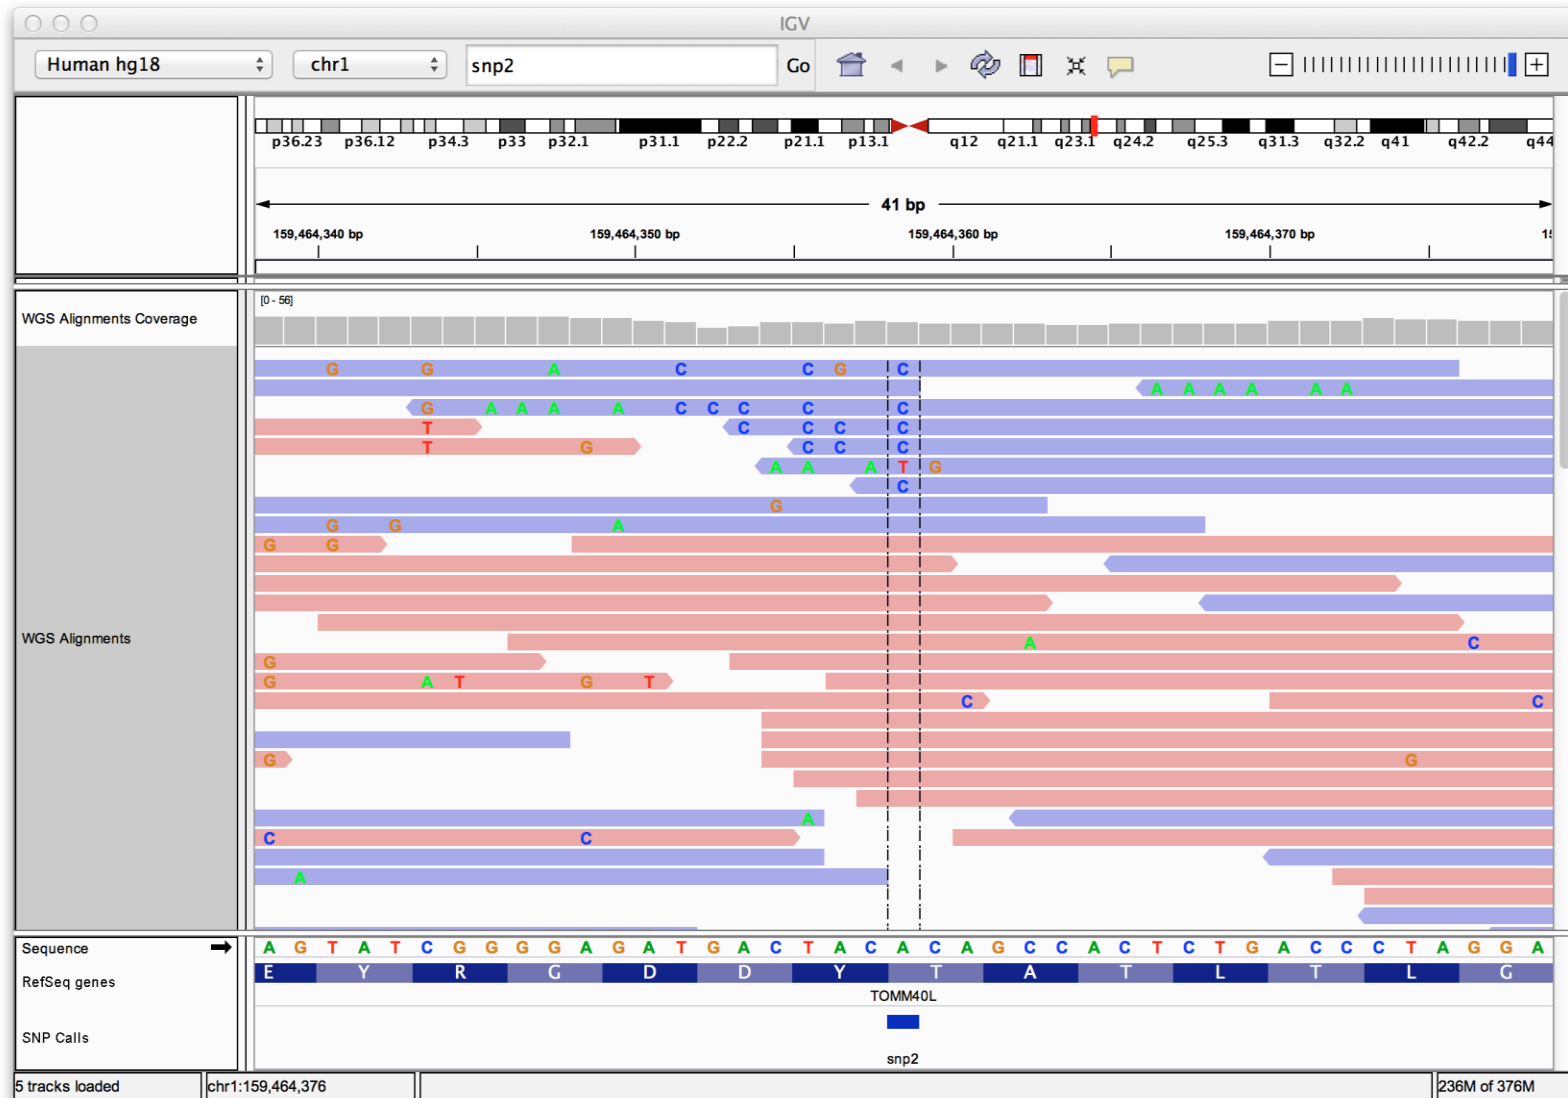 IGV
Human hg18 chr1 snp2 Go
p36.23 p36.12 p34.3 p33 p32.1 p31.1 p22.2 p21.1 p13.1 q12 q21.1 q23.1 q24.2 q25.3 q31.3 q32.2 q41 q42.2 q44
41 bp
159,464,340 bp 159,464,350 bp 159,464,360 bp 159,464,370 bp 15
[0 - 56]
WGS Alignments Coverage
G G A C C G C
A A A A A A
G A A A A C C C C C
T C C C C
T G C C C
A A A T G
C
G
G G A
G G
A C
G
G A T G T
C C
G G
A
C C
A
WGS Alignments
Sequence A G T A T C G G G G A G A T G A C T A C A C A G C C A C T C T G A C C C T A G G A
RefSeq genes E Y R G D D Y T A T L T L G
TOMM40L
SNP Calls
snp2
5 tracks loaded chr1:159,464,376 236M of 376M